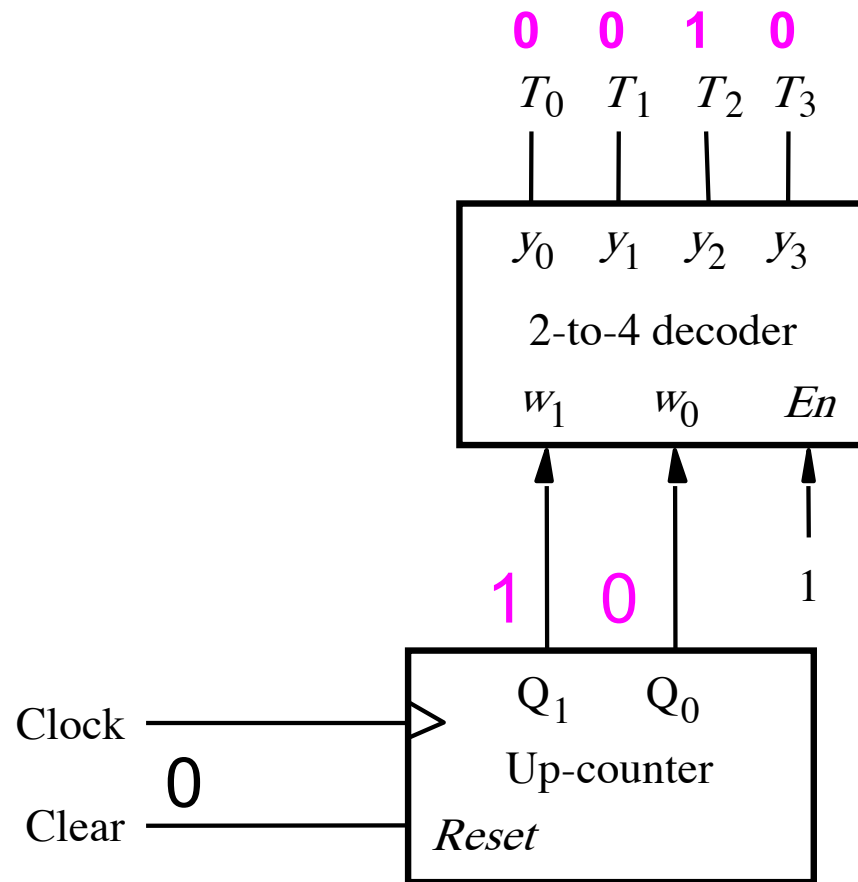 0 0 1 0
T0 T1 T2 T3
y0 y1 y2 y3
2-to-4 decoder
w1 w0 En
1 0 1
Q1 Q0
Clock
Up-counter
0
Clear
Reset